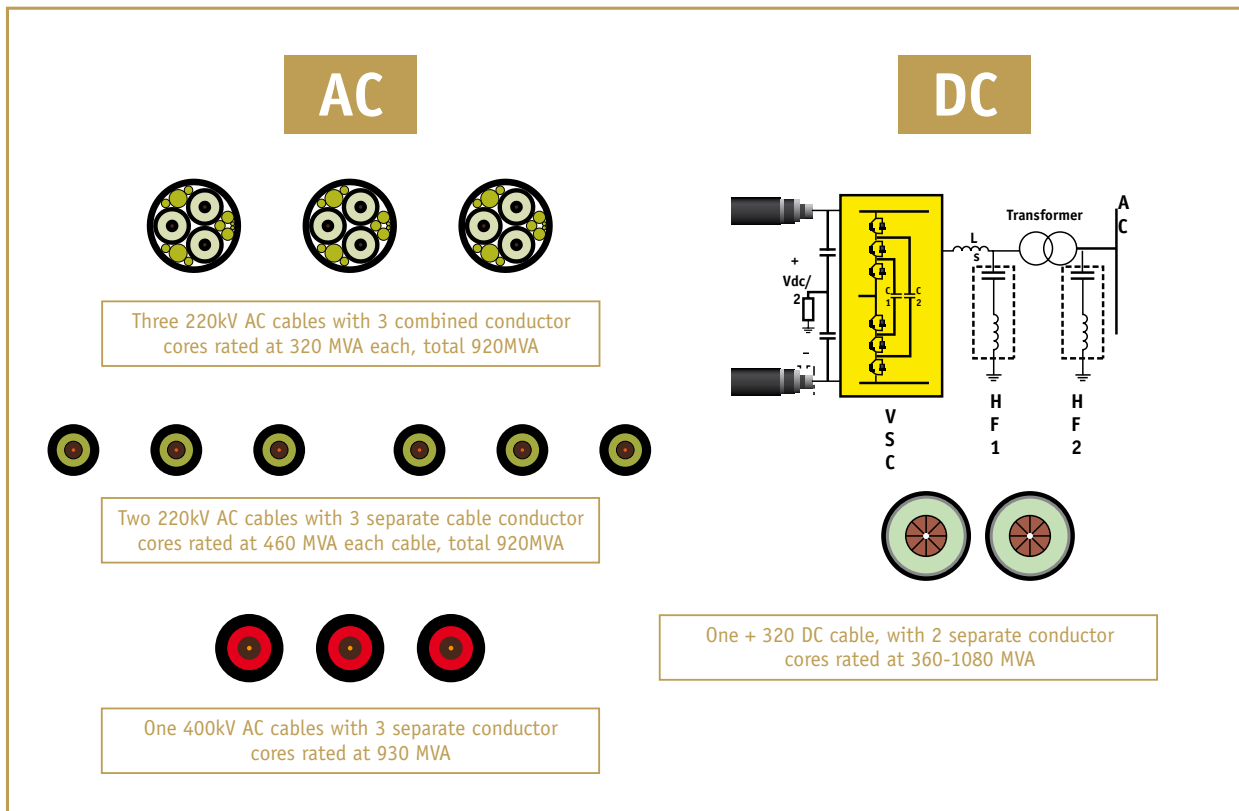 AC
Three 220kV AC cables with 3 combined conductor
cores rated at 320 MVA each, total 920MVA
Two 220kV AC cables with 3 separate cable conductor
cores rated at 460 MVA each cable, total 920MVA
One 400kV AC cables with 3 separate conductor
cores rated at 930 MVA
DC
+
Vdc/
2
–
C
1
C
2
L
s
Transformer
A
C
V
S
C
H
F
1
H
F
2
One + 320 DC cable, with 2 separate conductor
cores rated at 360-1080 MVA